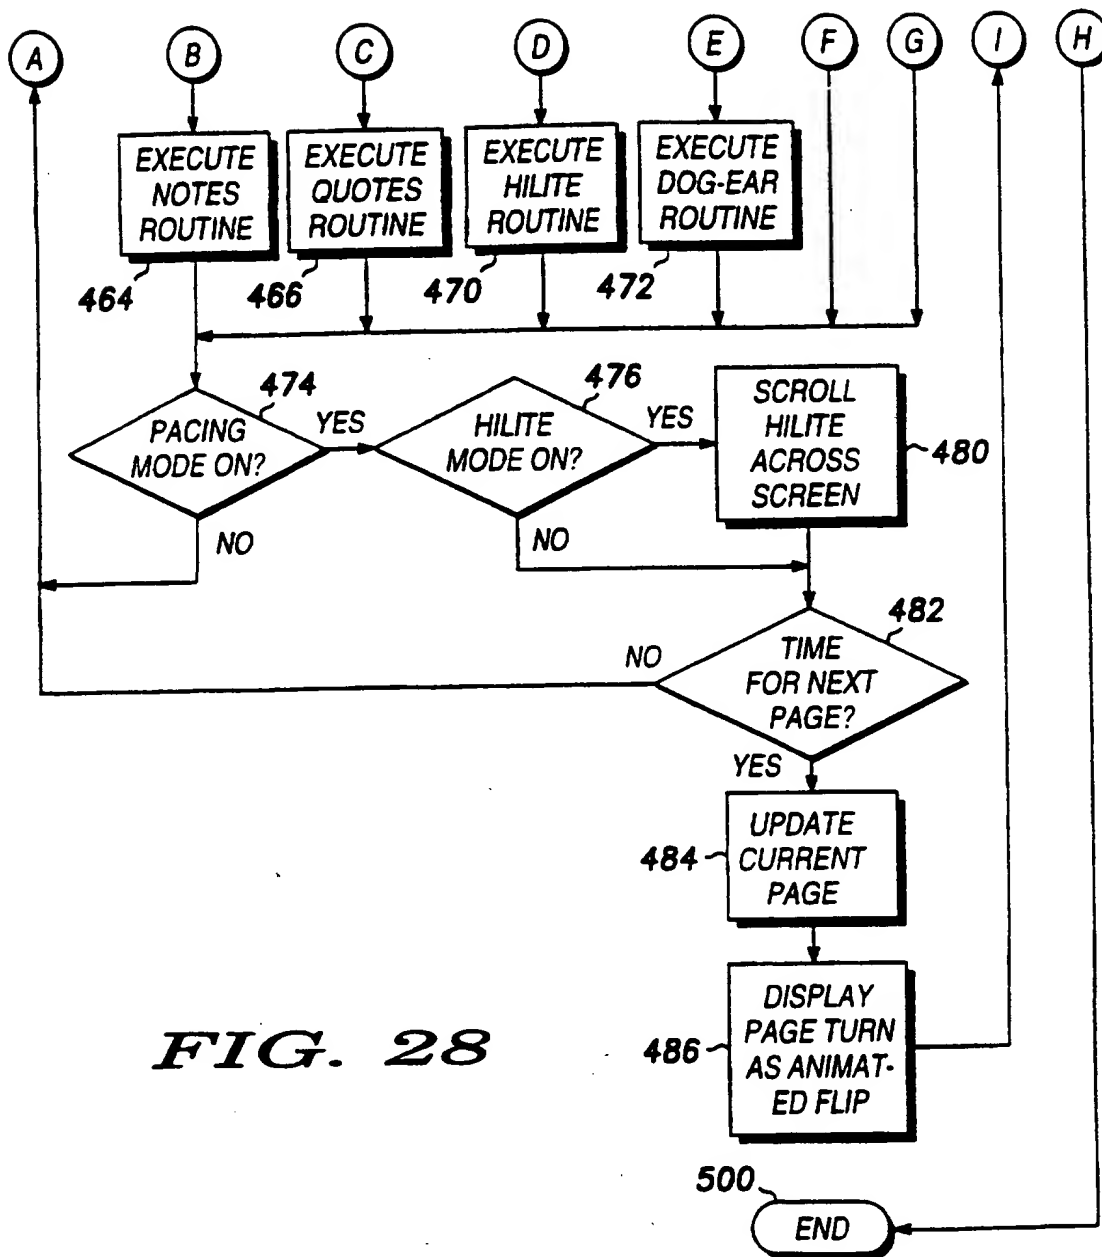 A
B
C
D
E
F
G
I
H
EXECUTE
NOTES
ROUTINE
EXECUTE
QUOTES
ROUTINE
EXECUTE
HILITE
ROUTINE
EXECUTE
DOG-EAR
ROUTINE
464
466
470
472
474
PACING
MODE ON?
YES
NO
476
HILITE
MODE ON?
YES
NO
SCROLL
HILITE
ACROSS
SCREEN
480
482
TIME
FOR NEXT
PAGE?
NO
YES
484
UPDATE
CURRENT
PAGE
486
DISPLAY
PAGE TURN
AS ANIMAT-
ED FLIP
FIG. 28
500
END